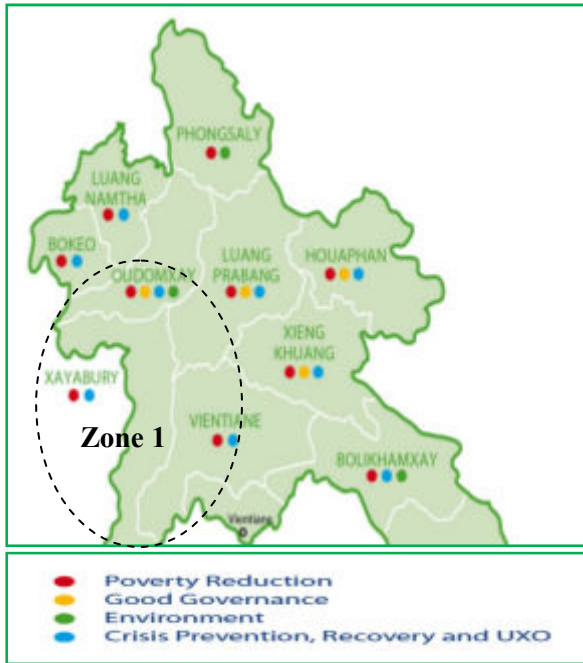 PHONGSALY
LUANG
NAMTHA
BOKEO
OUDOMXAY
LUANG
PRABANG
HOUAPHAN
XIENG
KHUANG
XAYABURY
Zone 1
VIENTIANE
BOLIKHAMXAY
Vientiane
Poverty Reduction
Good Governance
Environment
Crisis Prevention, Recovery and UXO